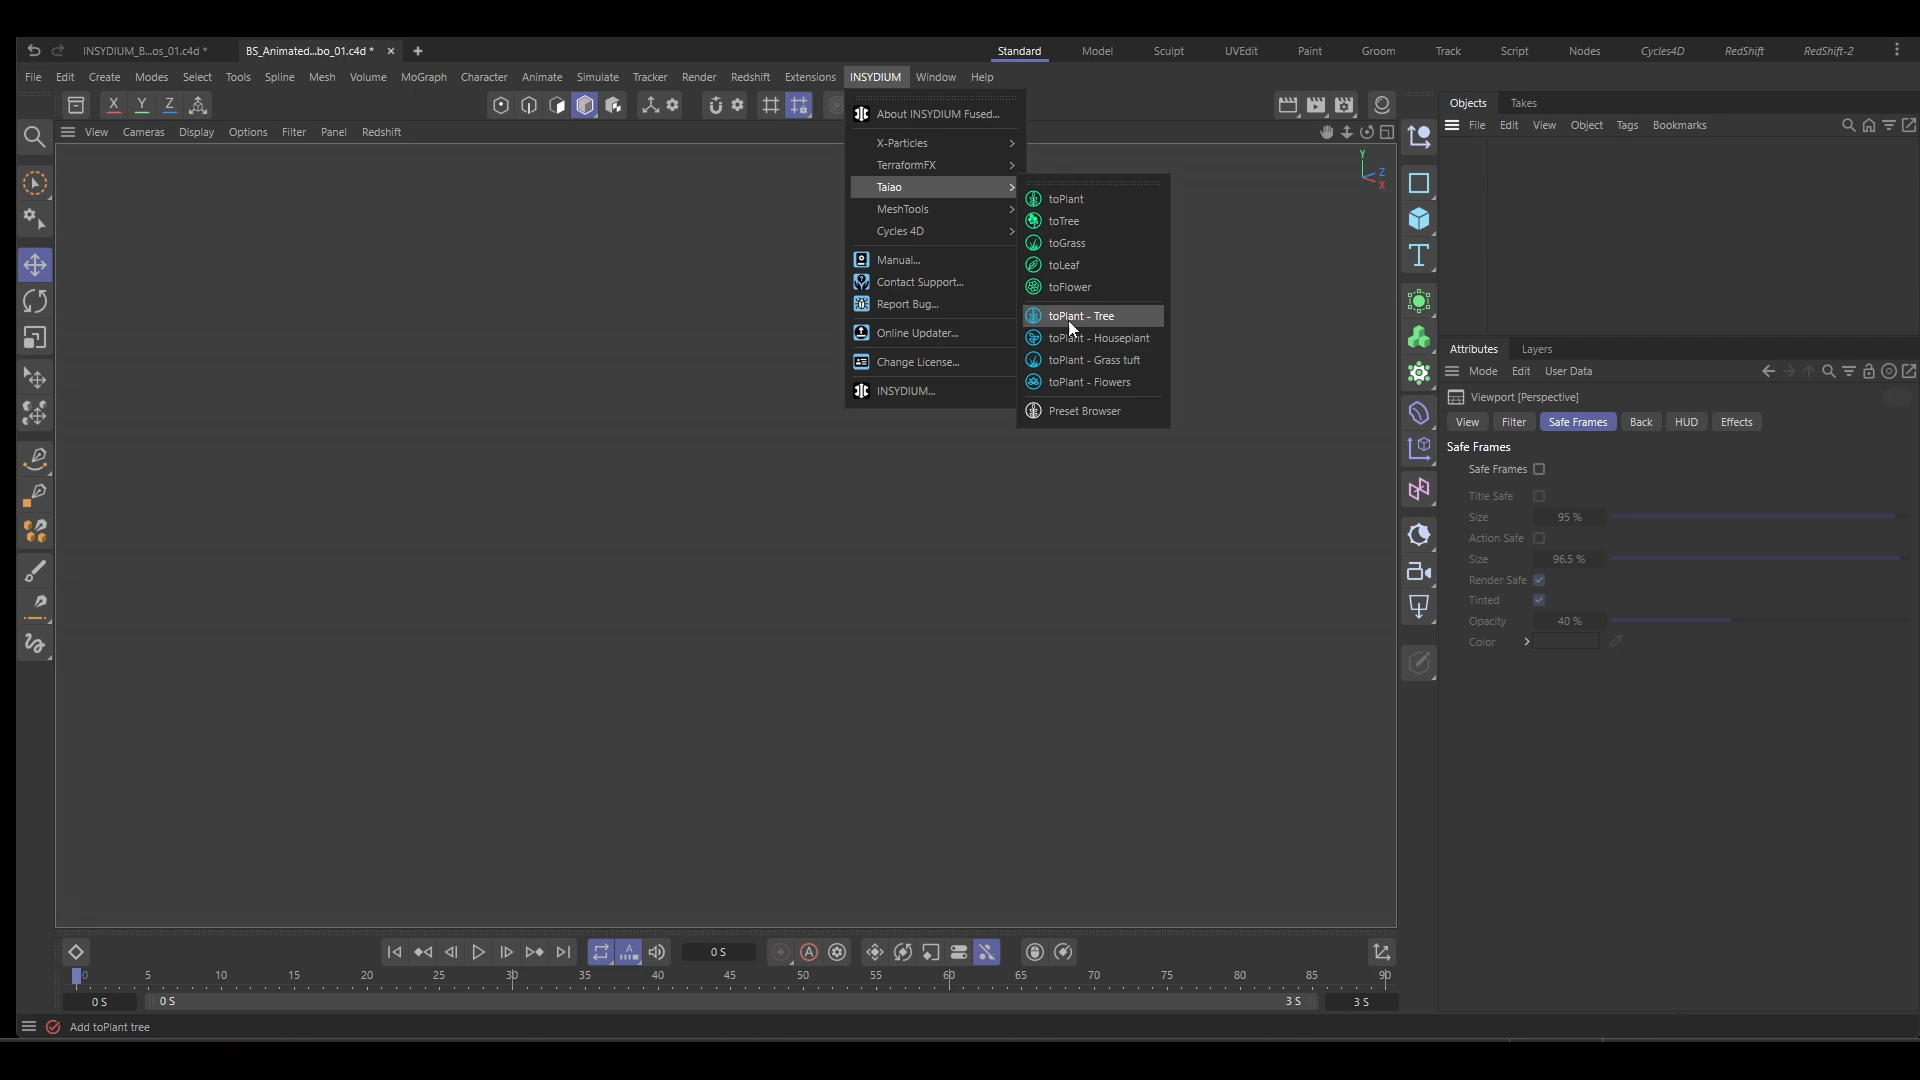 INSYDIUM_B...os_01.c4d *
BS_Animated...bo_01.c4d *
Standard
Model
Sculpt
UVEdit
Paint
Groom
Track
Script
Nodes
Cycles4D
RedShift
RedShift-2
File
Edit
Create
Modes
Select
Tools
Spline
Mesh
Volume
MoGraph
Character
Animate
Simulate
Tracker
Render
Redshift
Extensions
INSYDIUM
Window
Help
X
Y
Z
View
Cameras
Display
Options
Filter
Panel
Redshift
About INSYDIUM Fused...
X-Particles
TerraformFX
Taiao
MeshTools
Cycles 4D
Manual...
Contact Support...
Report Bug...
Online Updater...
Change License...
INSYDIUM...
toPlant
toTree
toGrass
toLeaf
toFlower
toPlant - Tree
toPlant - Houseplant
toPlant - Grass tuft
toPlant - Flowers
Preset Browser
Y
Z
X
Objects
Takes
File
Edit
View
Object
Tags
Bookmarks
Attributes
Layers
Mode
Edit
User Data
Viewport [Perspective]
View
Filter
Safe Frames
Back
HUD
Effects
Safe Frames
Safe Frames
Title Safe
Size
95 %
Action Safe
Size
96.5 %
Render Safe
Tinted
Opacity
40 %
Color
0 S
0
5
10
15
20
25
30
35
40
45
50
55
60
65
70
75
80
85
90
0 S
0 S
3 S
3 S
Add toPlant tree